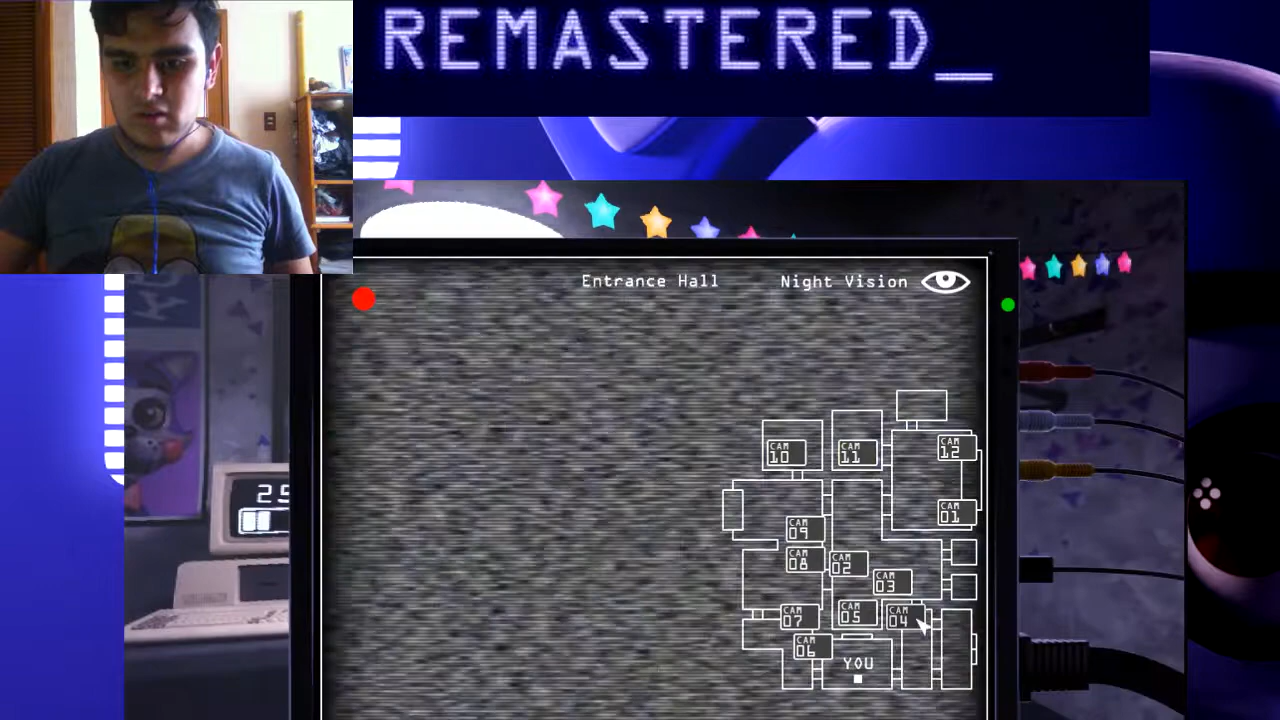 REMASTERED_
Entrance Hall
Night Vision
25
CAM 10
CAM 11
CAM 12
CAM 01
CAM 09
CAM 08
CAM 02
CAM 03
CAM 07
CAM 05
CAM 04
CAM 06
YOU